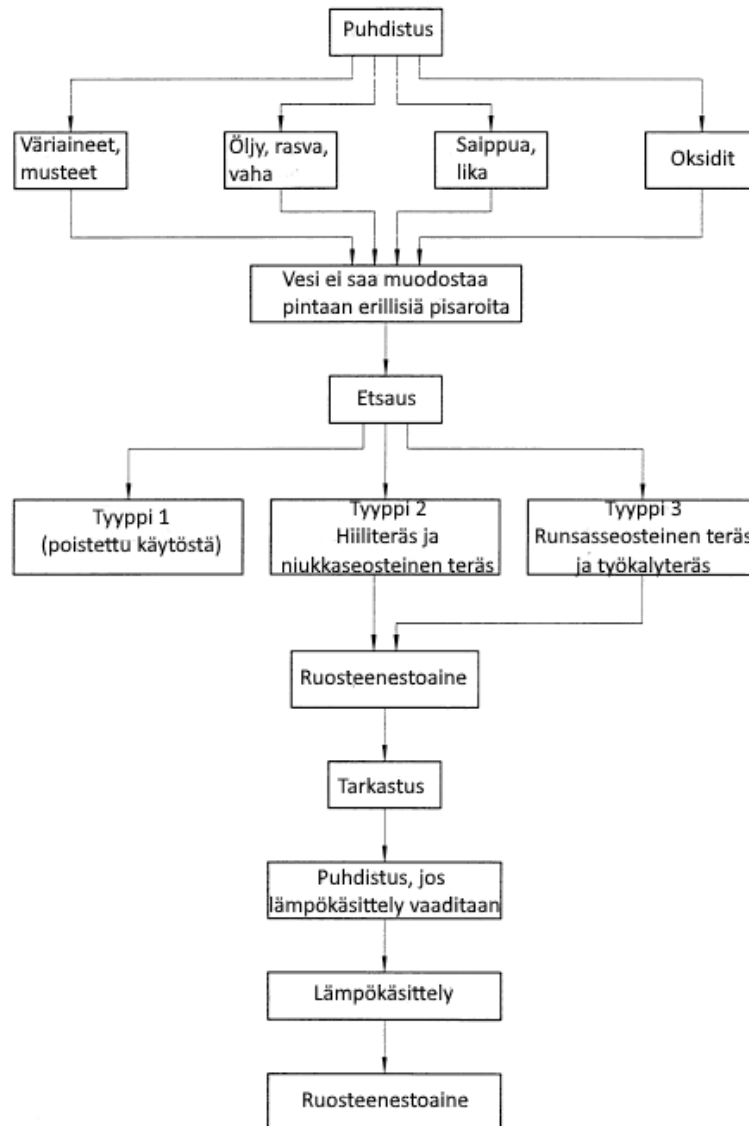 Puhdistus
Väriaineet,
musteet
Öljy, rasva,
vaha
Saippua,
lika
Oksidit
Vesi ei saa muodostaa
pintaan erillisiä pisaroita
Etsaus
Tyyppi 1
(poistettu käytöstä)
Tyyppi 2
Hiiliteräs ja
niukkaseosteinen teräs
Tyyppi 3
Runsasseosteinen teräs
ja työkalyteräs
Ruosteenestoaine
Tarkastus
Puhdistus, jos
lämpökäsittely vaaditaan
Lämpökäsittely
Ruosteenestoaine